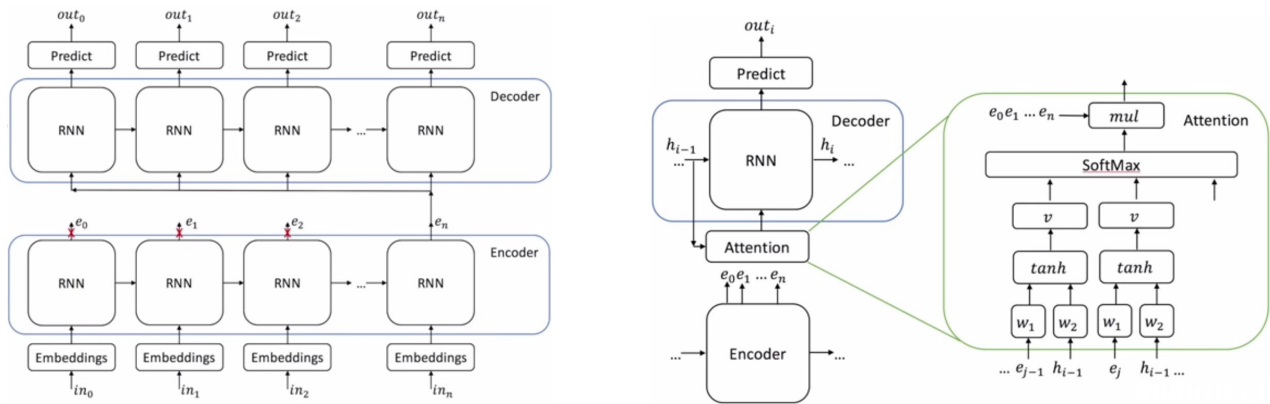 out₀ out₁ out₂ outₙ
Predict Predict Predict Predict
Decoder
RNN RNN RNN ... RNN
e₀ e₁ e₂ eₙ
Encoder
RNN RNN RNN ... RNN
Embeddings Embeddings Embeddings Embeddings
in₀ in₁ in₂ inₙ
outᵢ
Predict
Decoder
hᵢ₋₁ hᵢ
... RNN ...
Attention
e₀e₁ ... eₙ
... Encoder ...
e₀e₁ ... eₙ mul Attention
SoftMax
v v
tanh tanh
w₁ w₂ w₁ w₂
... eⱼ₋₁ hᵢ₋₁ eⱼ hᵢ₋₁ ...